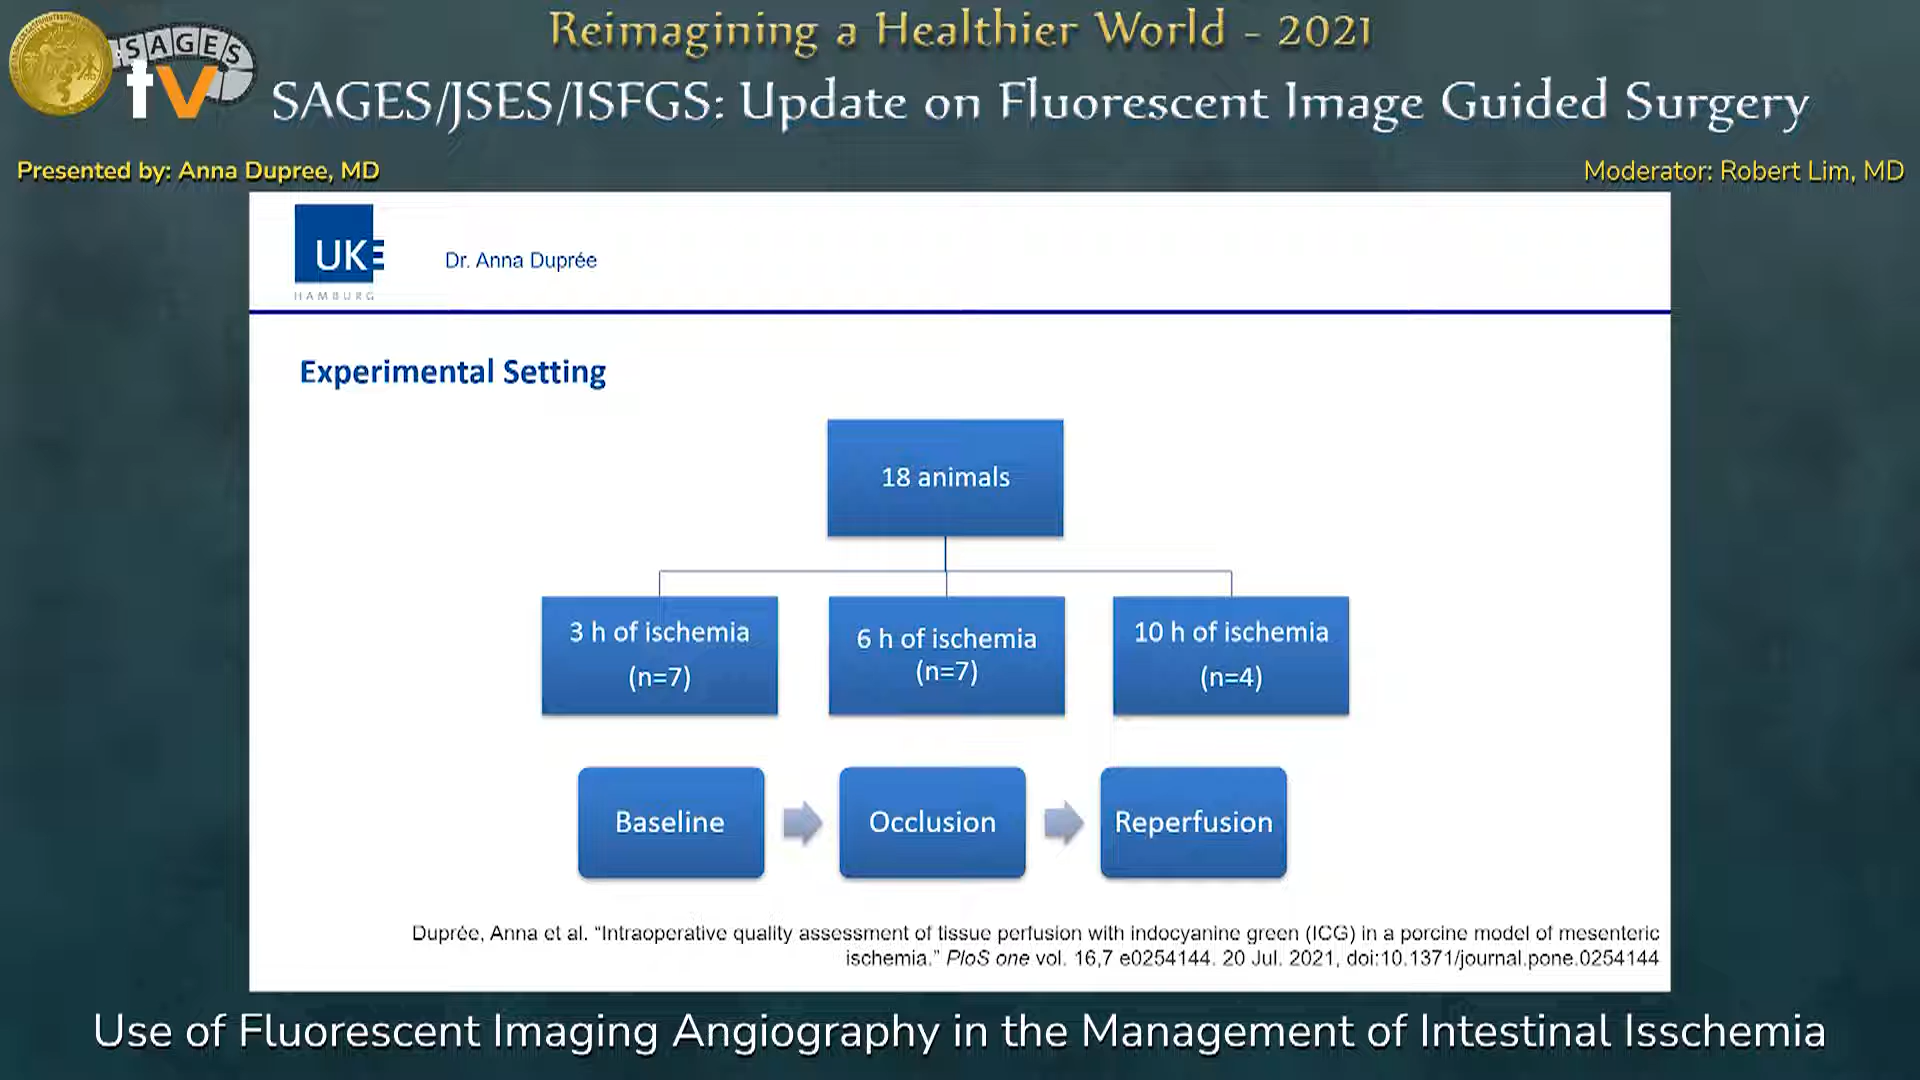 Reimagining a Healthier World - 2021
SAGES
tv
SAGES/JSES/ISFGS: Update on Fluorescent Image Guided Surgery
Presented by: Anna Dupree, MD
Moderator: Robert Lim, MD
UKE
HAMBURG
Dr. Anna Duprée
Experimental Setting
18 animals
3 h of ischemia
(n=7)
6 h of ischemia
(n=7)
10 h of ischemia
(n=4)
Baseline
Occlusion
Reperfusion
Duprée, Anna et al. “Intraoperative quality assessment of tissue perfusion with indocyanine green (ICG) in a porcine model of mesenteric
ischemia.” PloS one vol. 16,7 e0254144. 20 Jul. 2021, doi:10.1371/journal.pone.0254144
Use of Fluorescent Imaging Angiography in the Management of Intestinal Isschemia